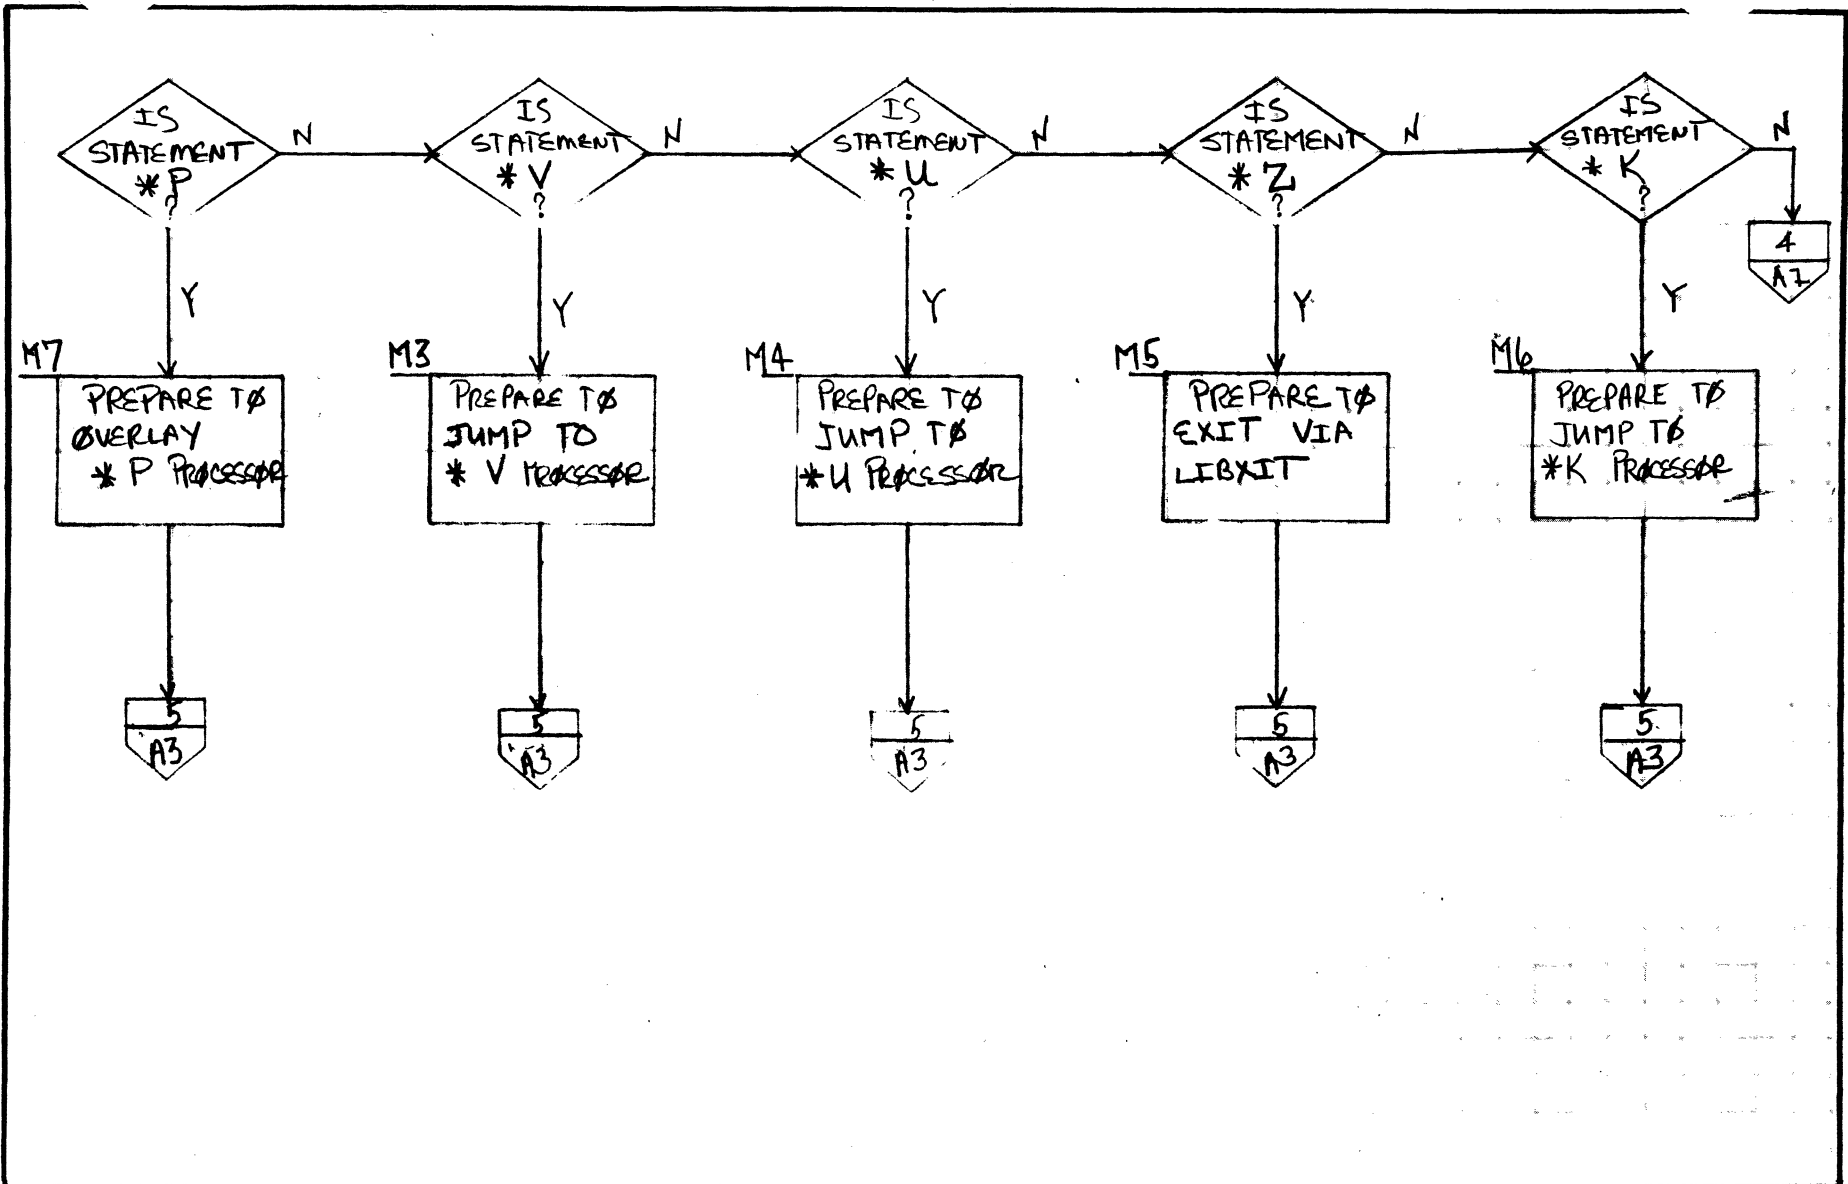 IS
STATEMENT
* P
?
N
IS
STATEMENT
* V
?
N
IS
STATEMENT
* U
?
N
IS
STATEMENT
* Z
?
N
IS
STATEMENT
* K
?
N
4
Y
Y
Y
Y
Y
M7
PREPARE TØ
ØVERLAY
* P PRØCESSØR
M3
PREPARE TØ
JUMP TO
* V PRØCESSØR
M4
PREPARE TØ
JUMP TØ
*U PRØCESSØR
M5
PREPARE TØ
EXIT VIA
LIBXIT
M6
PREPARE TØ
JUMP TØ
*K PRØCESSØR
5
A3
5
A3
5
A3
5
A3
5
A3